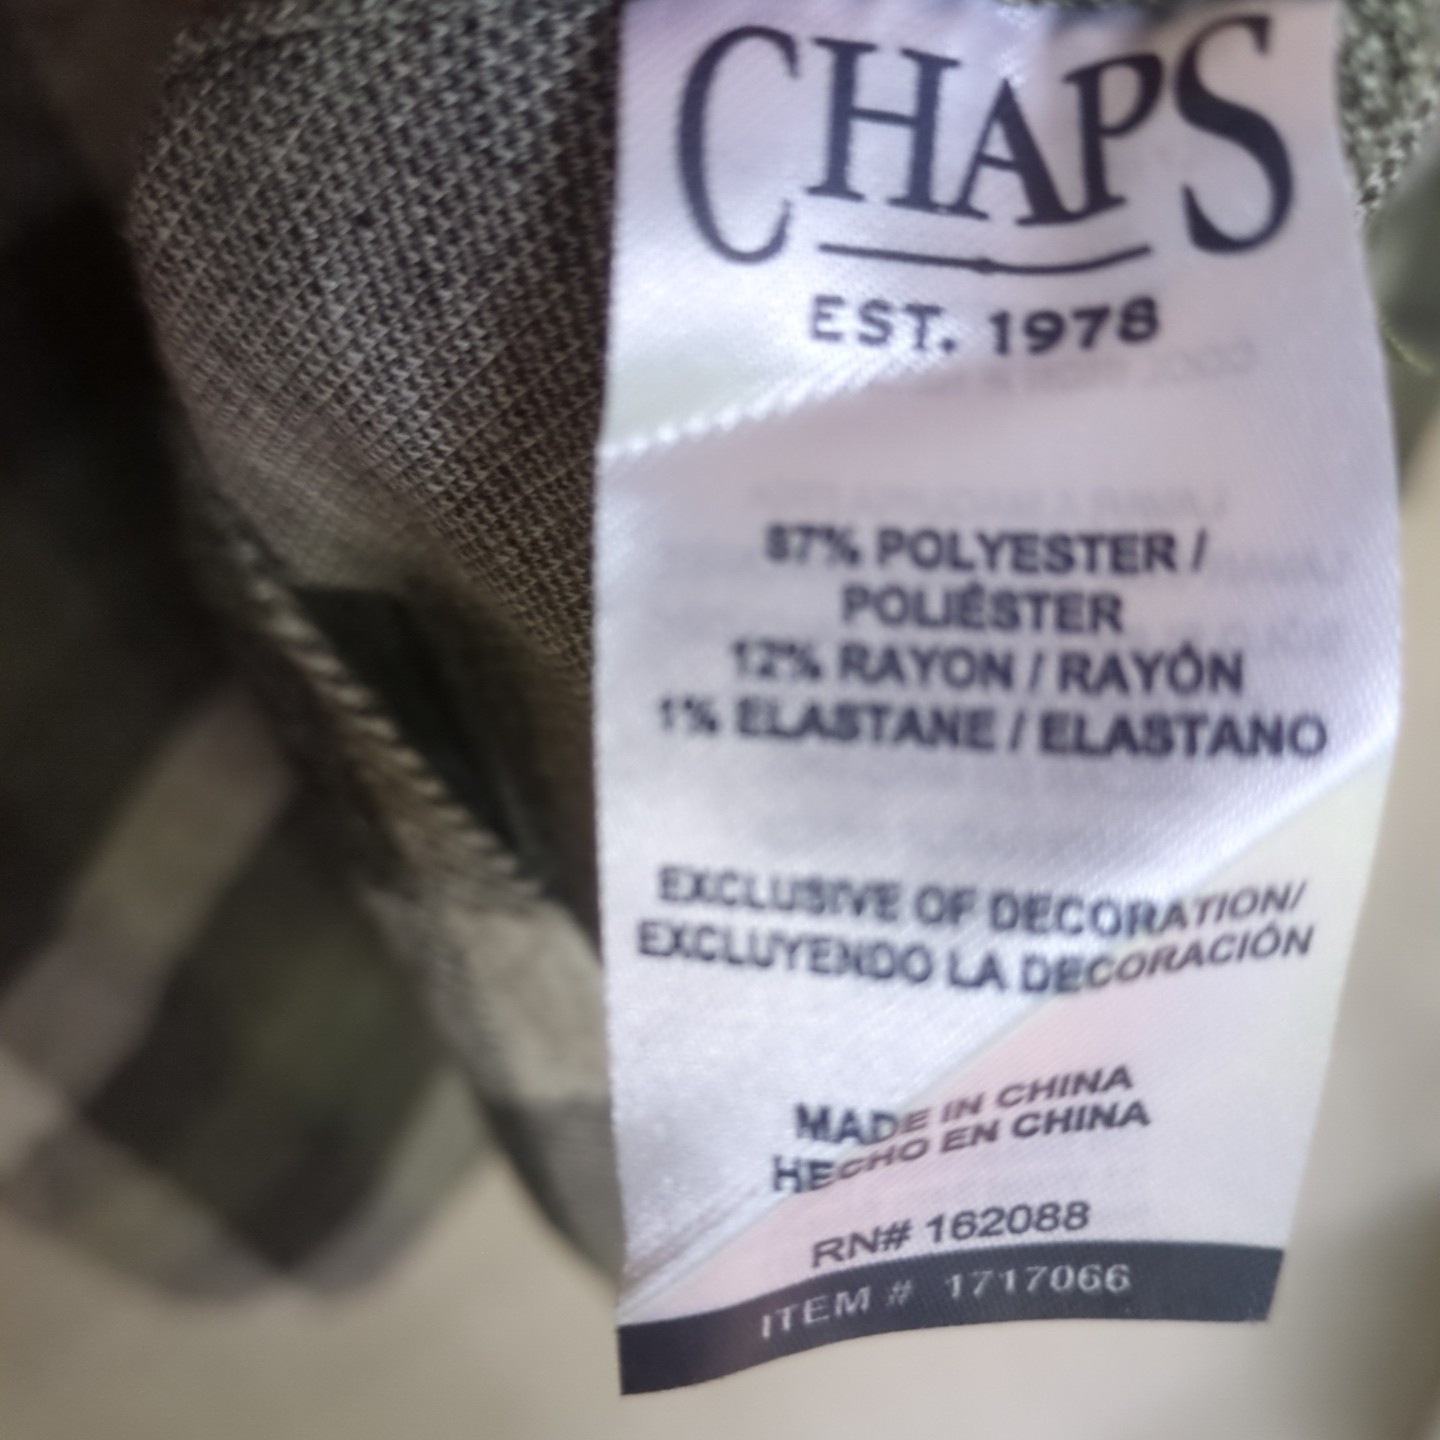 CHAPS
EST. 1978
87% POLYESTER /
POLIÉSTER
12% RAYON / RAYÓN
1% ELASTANE / ELASTANO
EXCLUSIVE OF DECORATION/
EXCLUYENDO LA DECORACIÓN
MADE IN CHINA
HECHO EN CHINA
RN# 162088
ITEM # 1717066